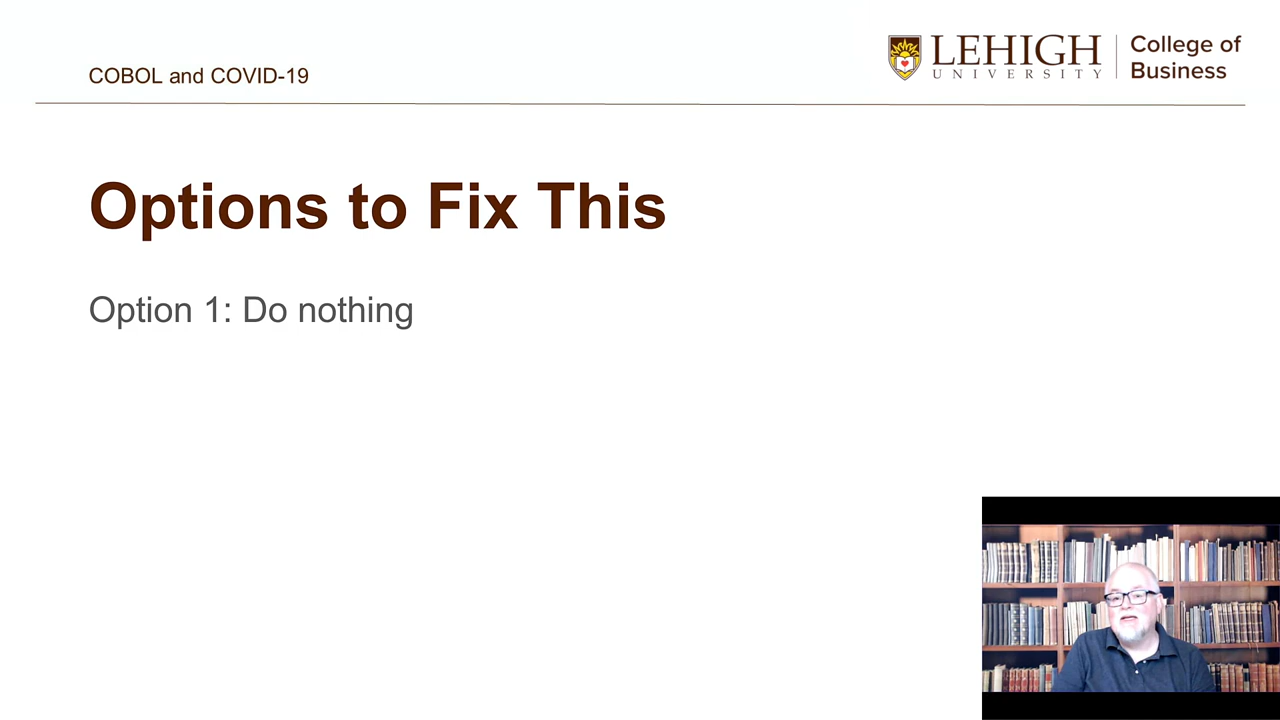 COBOL and COVID-19
LEHIGH
UNIVERSITY
College of
Business
Options to Fix This
Option 1: Do nothing